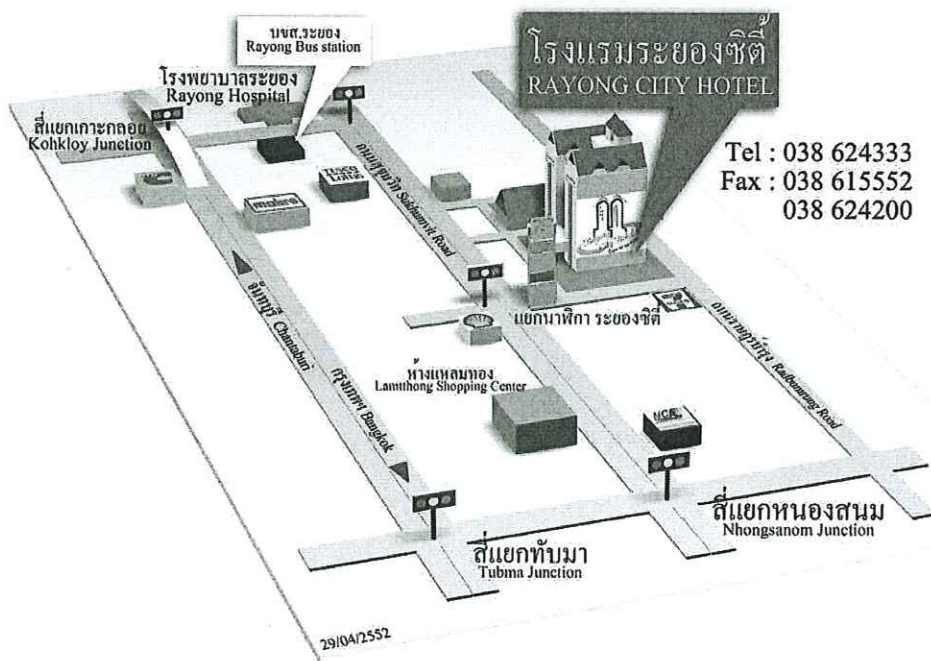 บขส.ระยอง
Rayong Bus station
โรงแรมระยองซิตี้
RAYONG CITY HOTEL
โรงพยาบาลระยอง
Rayong Hospital
สี่แยกเกาะกลอย
Kohkloy Junction
Tel : 038 624333
Fax : 038 615552
038 624200
TESCO
Lotus
makro
ถนนสุขุมวิท Sukhumvit Road
แยกนาฬิกา ระยองซิตี้
จันทบุรี Chantaburi
กรุงเทพฯ Bangkok
ห้างแหลมทอง
Lamthong Shopping Center
ถนนราษฎร์บำรุง Radbumrung Road
สี่แยกหนองสนม
Nhongsanom Junction
สี่แยกทับมา
Tubma Junction
29/04/2552